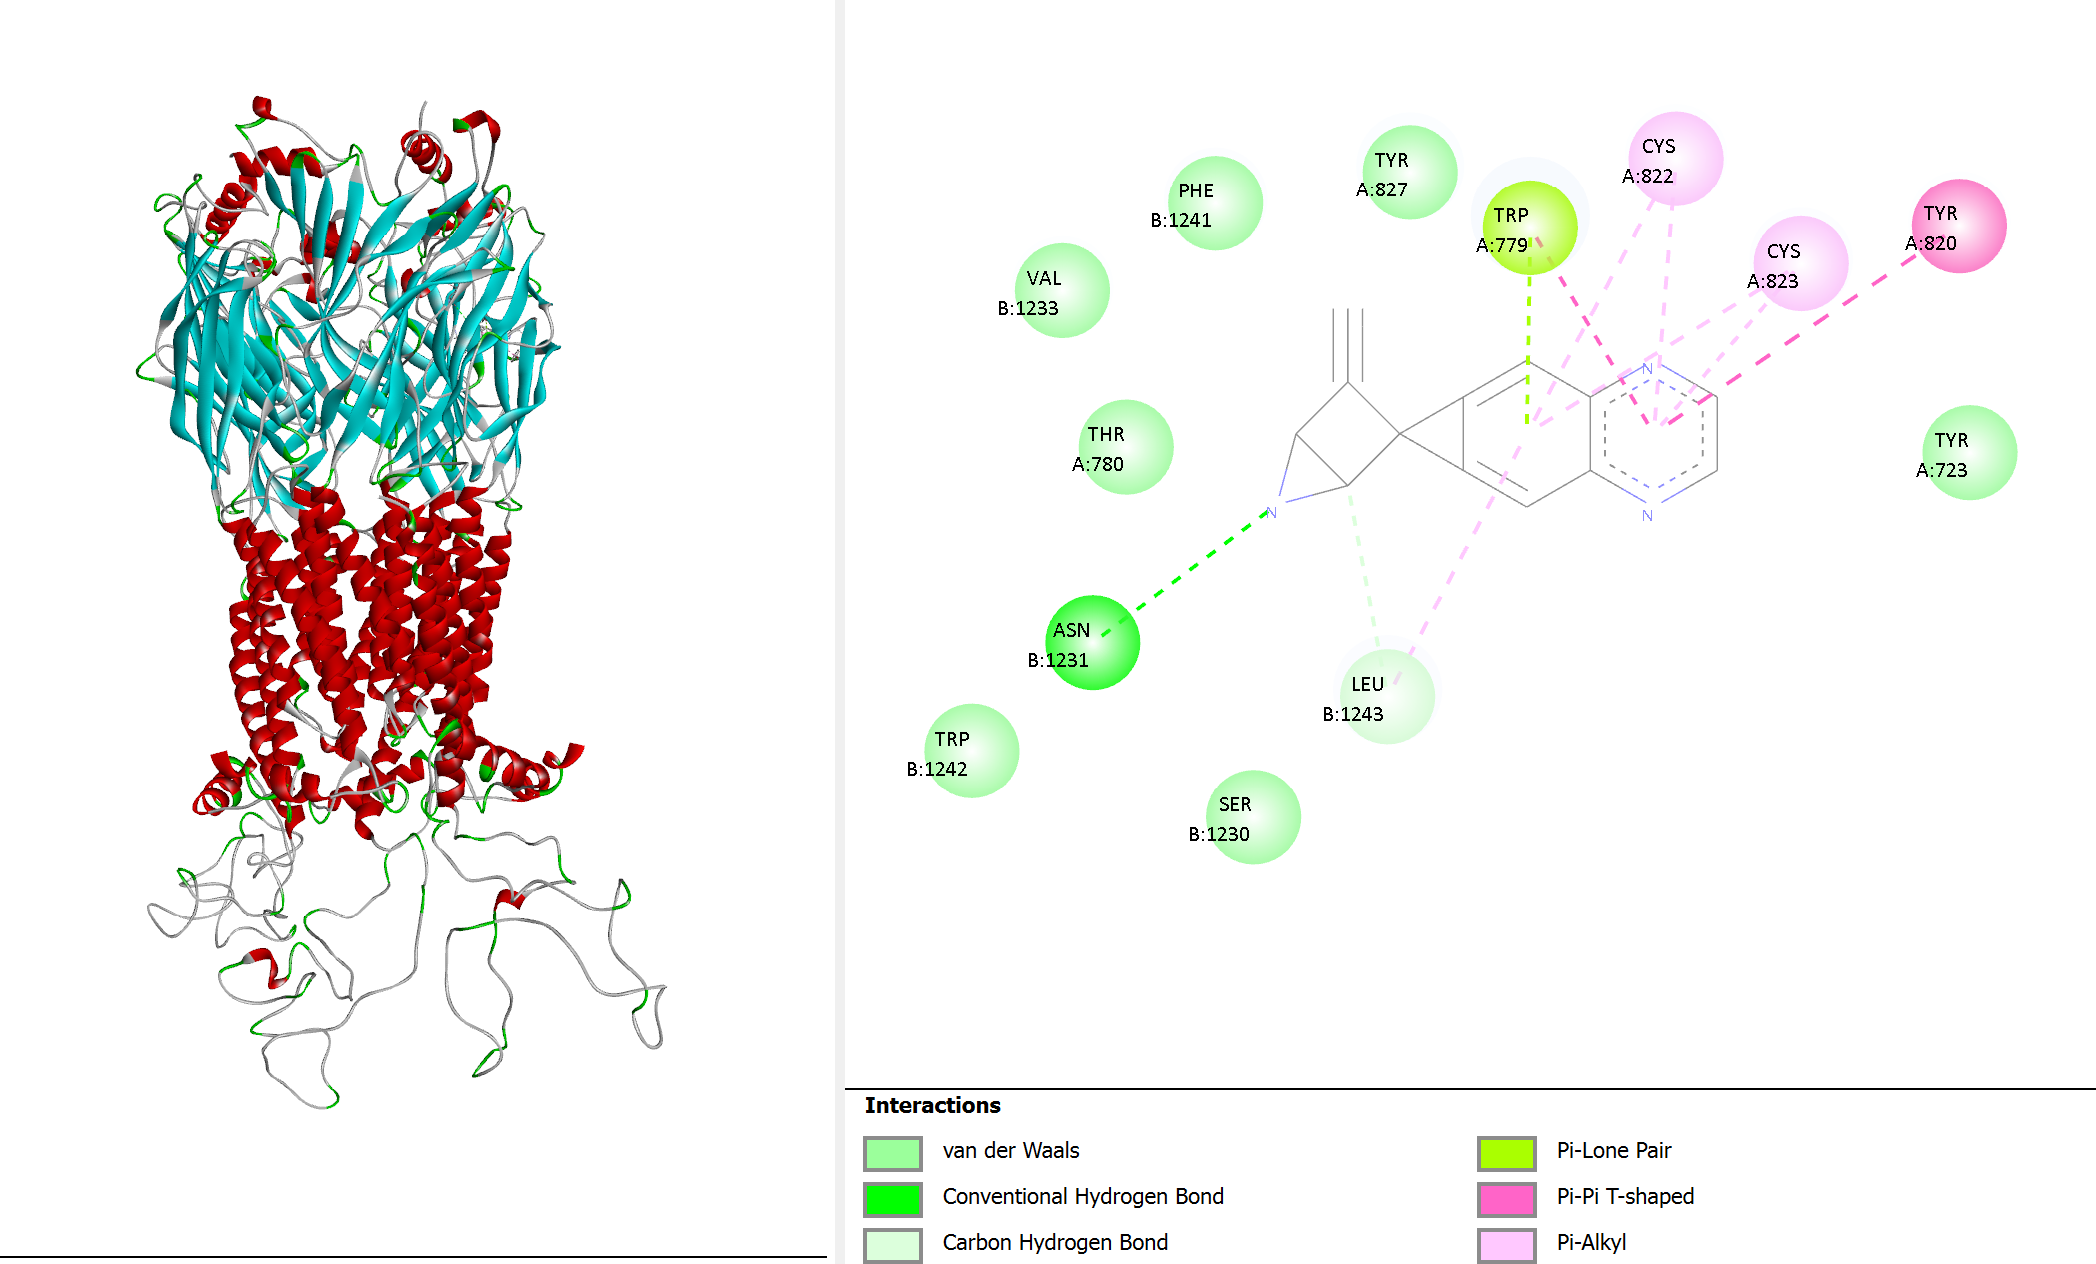 CYS
A:822
TYR
A:827
PHE
B:1241
TRP
A:779
TYR
A:820
CYS
A:823
VAL
B:1233
THR
A:780
TYR
A:723
N
N
N
ASN
B:1231
LEU
B:1243
TRP
B:1242
SER
B:1230
Interactions
van der Waals
Conventional Hydrogen Bond
Carbon Hydrogen Bond
Pi-Lone Pair
Pi-Pi T-shaped
Pi-Alkyl